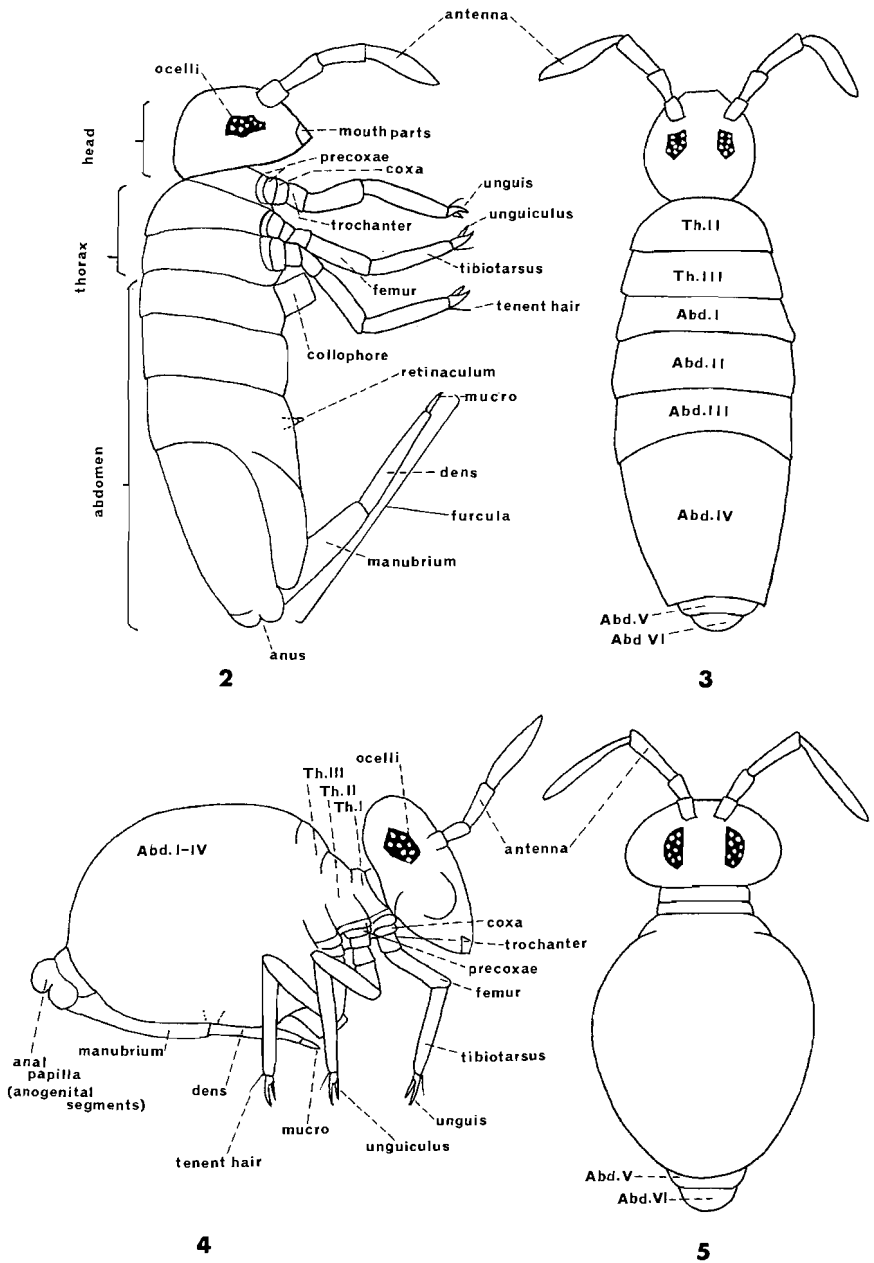 antenna
ocelli
head
mouth parts
precoxae
coxa
unguis
trochanter
unguiculus
thorax
tibiotarsus
femur
tenent hair
collophore
retinaculum
mucro
abdomen
dens
furcula
manubrium
anus
2
Th.II
Th.III
Abd.I
Abd.II
Abd.III
Abd.IV
Abd.V
Abd VI
3
ocelli
Th.III
Th.II
Th.I
Abd.I-IV
antenna
coxa
trochanter
precoxae
femur
manubrium
tibiotarsus
anal
papilla
(anogenital
segments)
dens
mucro
unguis
unguiculus
tenent hair
4
Abd.V
Abd.VI
5